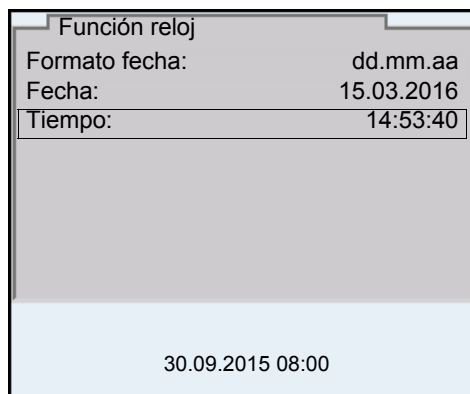 Función reloj
Formato fecha: dd.mm.aa
Fecha: 15.03.2016
Tiempo: 14:53:40
30.09.2015 08:00